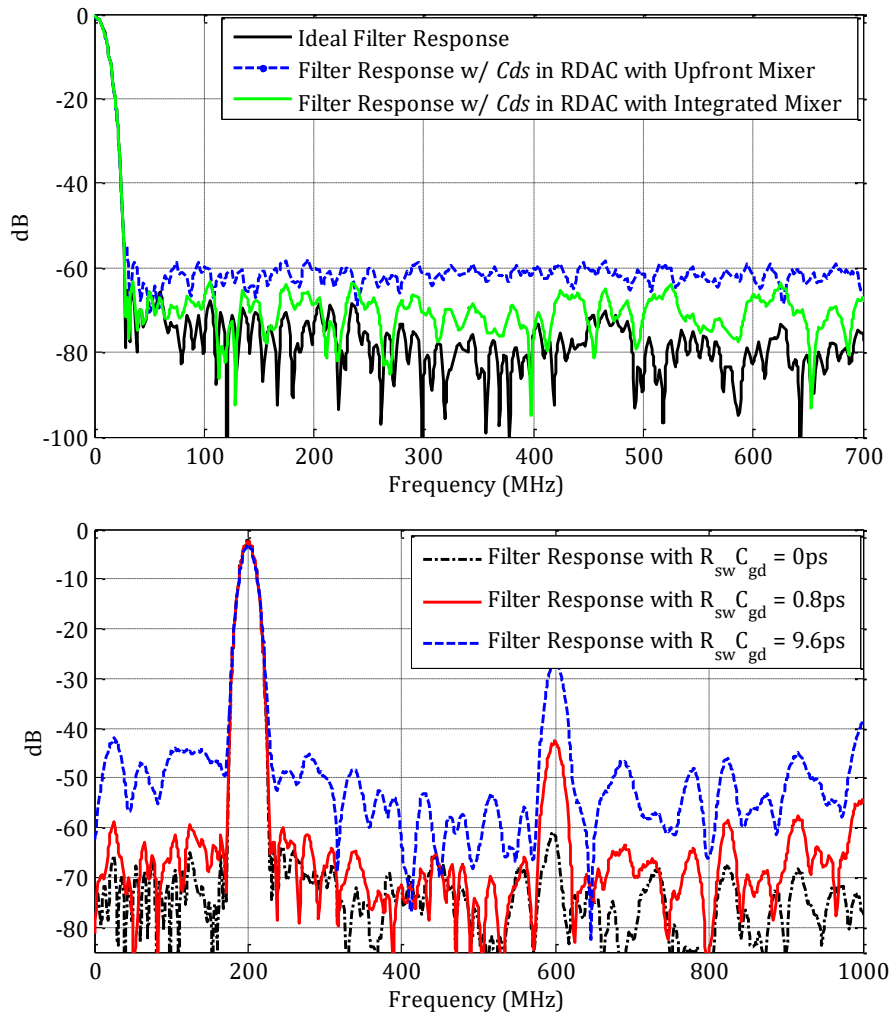 0
-20
-40
-60
-80
-100
dB
Ideal Filter Response
Filter Response w/ Cds in RDAC with Upfront Mixer
Filter Response w/ Cds in RDAC with Integrated Mixer
0 100 200 300 400 500 600 700
Frequency (MHz)
0
-10
-20
-30
-40
-50
-60
-70
-80
dB
Filter Response with RswCgd = 0ps
Filter Response with RswCgd = 0.8ps
Filter Response with RswCgd = 9.6ps
0 200 400 600 800 1000
Frequency (MHz)